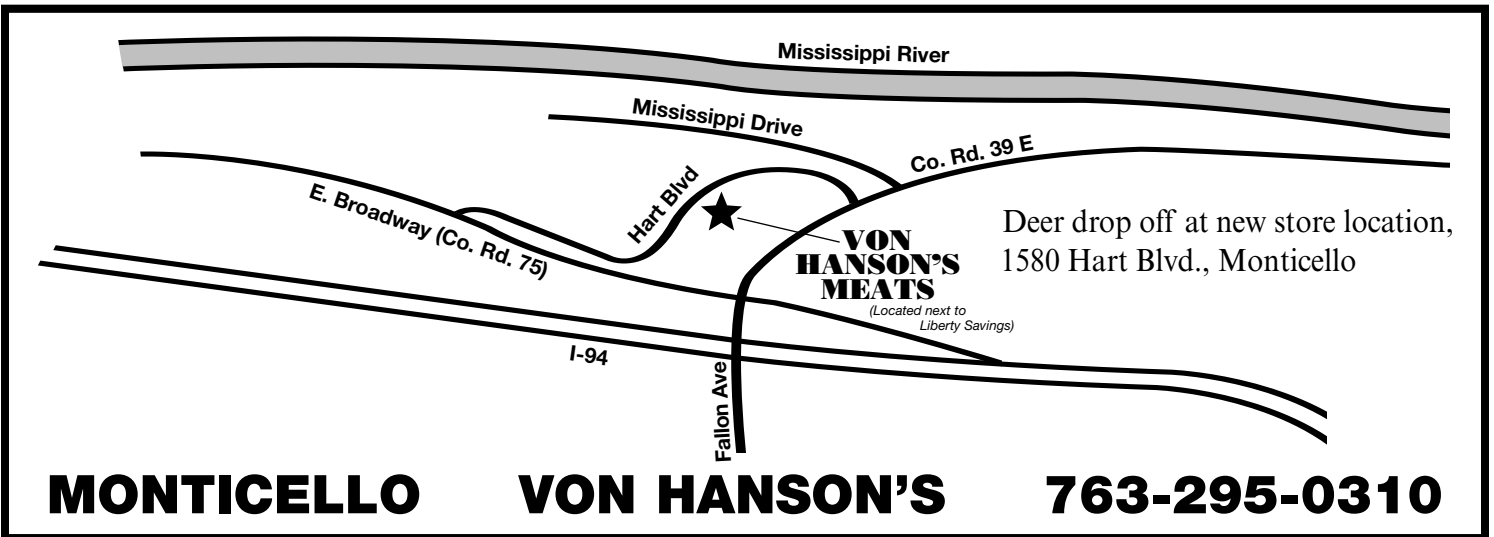 Mississippi River
Mississippi Drive
Co. Rd. 39 E
E. Broadway (Co. Rd. 75)
Hart Blvd
Deer drop off at new store location,
1580 Hart Blvd., Monticello
VON
HANSON'S
MEATS
(Located next to
Liberty Savings)
I-94
Fallon Ave
MONTICELLO VON HANSON'S 763-295-0310